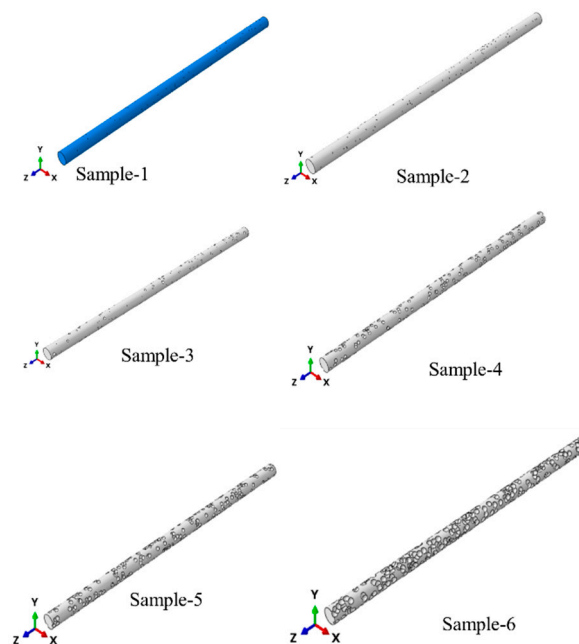 Y
Z X
Sample-1
Y
Z X
Sample-2
Y
Z X
Sample-3
Y
Z X
Sample-4
Y
Z X
Sample-5
Y
Z X
Sample-6